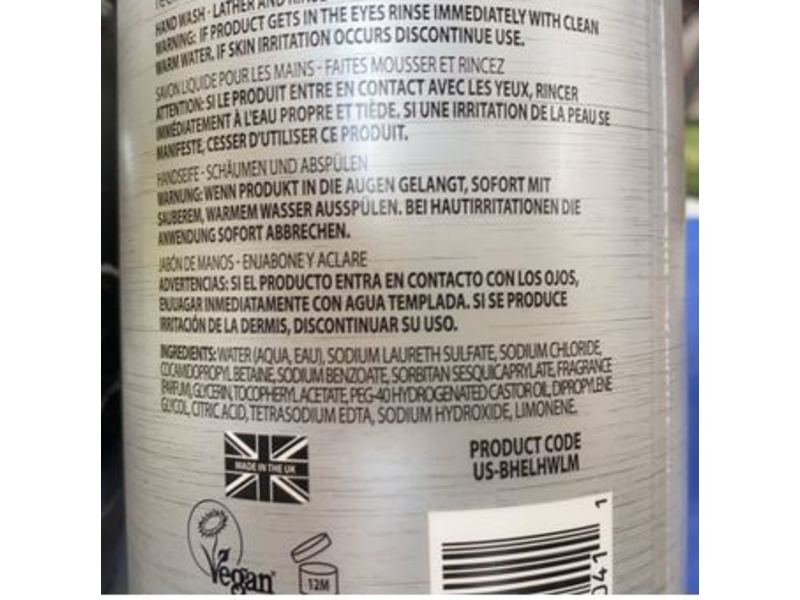 HAND WASH - LATHER AND RINSE
WARNING: IF PRODUCT GETS IN THE EYES RINSE IMMEDIATELY WITH CLEAN
WARM WATER. IF SKIN IRRITATION OCCURS DISCONTINUE USE.
SAVON LIQUIDE POUR LES MAINS - FAITES MOUSSER ET RINCEZ
ATTENTION: SI LE PRODUIT ENTRE EN CONTACT AVEC LES YEUX, RINCER
IMMÉDIATEMENT À L'EAU PROPRE ET TIÈDE. SI UNE IRRITATION DE LA PEAU SE
MANIFESTE, CESSER D'UTILISER CE PRODUIT.
HANDSEIFE - SCHÄUMEN UND ABSPÜLEN
WARNUNG: WENN PRODUKT IN DIE AUGEN GELANGT, SOFORT MIT
SAUBEREM, WARMEM WASSER AUSSPÜLEN. BEI HAUTIRRITATIONEN DIE
ANWENDUNG SOFORT ABBRECHEN.
JABÓN DE MANOS - ENJABONE Y ACLARE
ADVERTENCIAS: SI EL PRODUCTO ENTRA EN CONTACTO CON LOS OJOS,
ENJUAGAR INMEDIATAMENTE CON AGUA TEMPLADA. SI SE PRODUCE
IRRITACIÓN DE LA DERMIS, DISCONTINUAR SU USO.
INGREDIENTS: WATER (AQUA, EAU), SODIUM LAURETH SULFATE, SODIUM CHLORIDE,
COCAMIDOPROPYL BETAINE, SODIUM BENZOATE, SORBITAN SESQUICAPRYLATE, FRAGRANCE
(PARFUM), GLYCERIN, TOCOPHERYL ACETATE, PEG-40 HYDROGENATED CASTOR OIL, DIPROPYLENE
GLYCOL, CITRIC ACID, TETRASODIUM EDTA, SODIUM HYDROXIDE, LIMONENE.
MADE IN THE UK
PRODUCT CODE
US-BHELHWLM
Vegan
12M
041 1